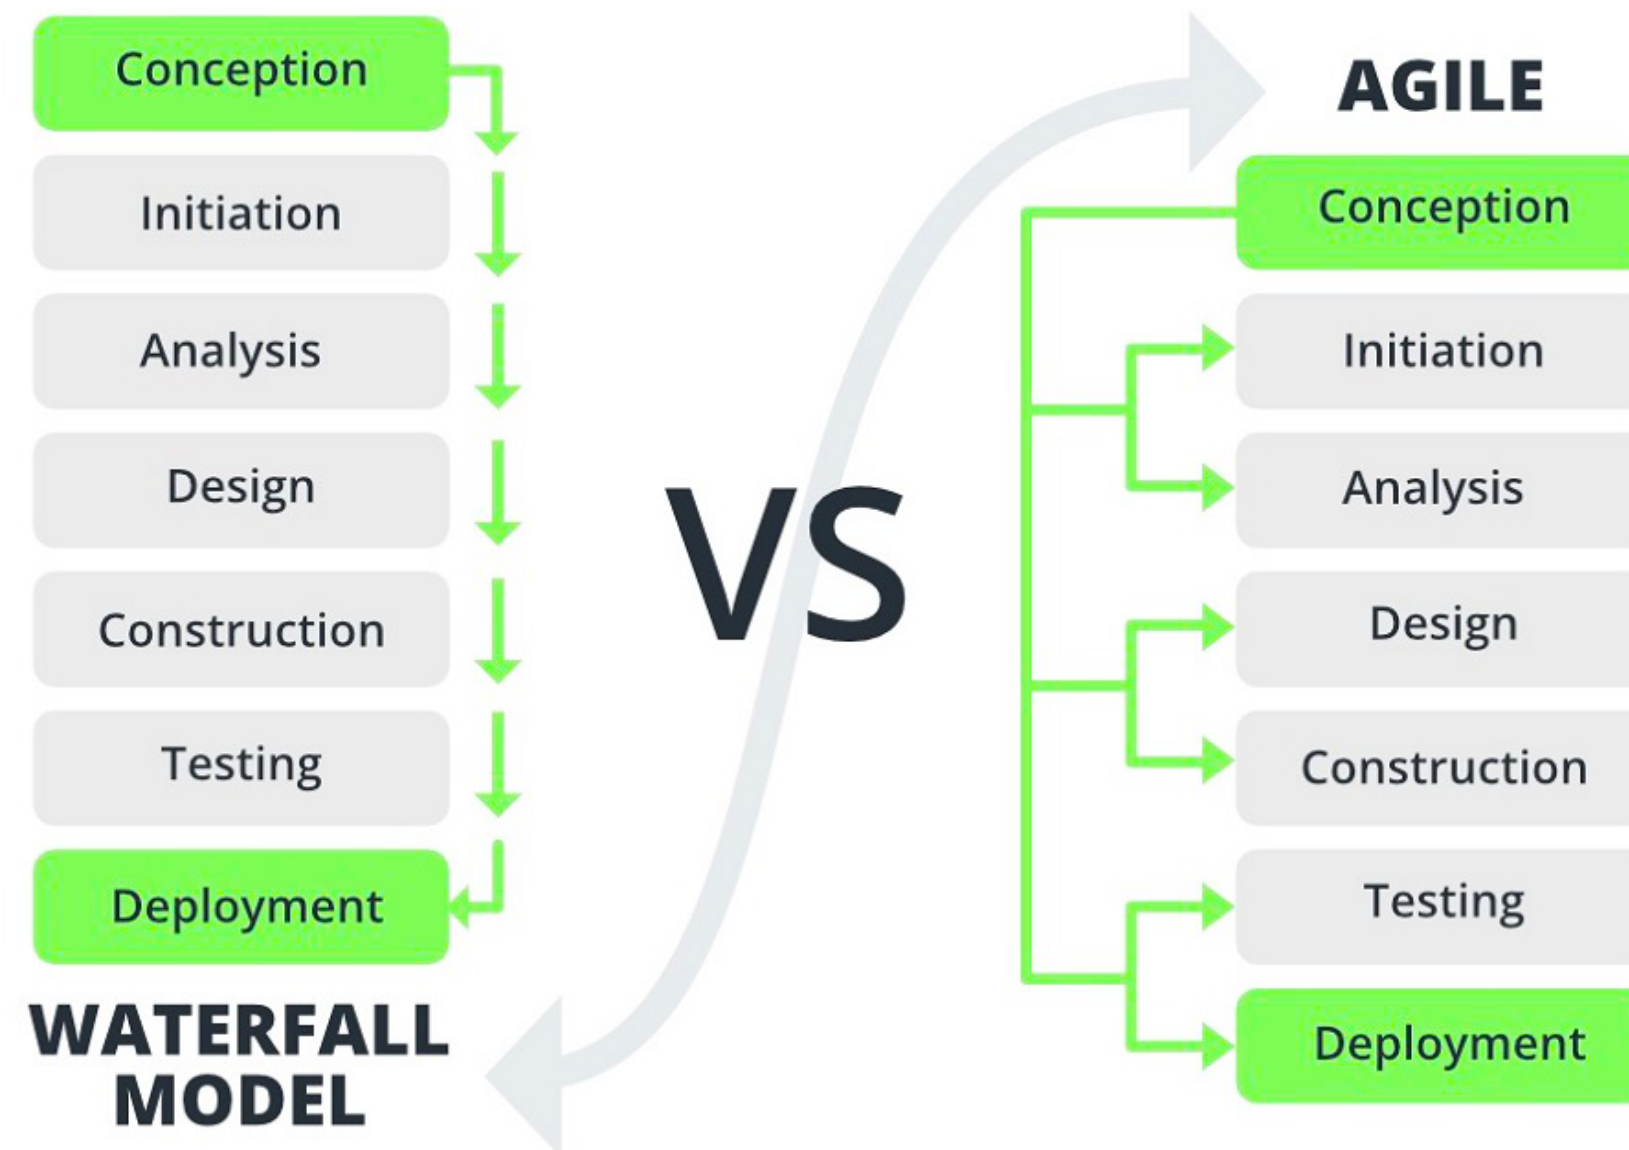 Conception
Initiation
Analysis
Design
Construction
Testing
Deployment
WATERFALL
MODEL
VS
AGILE
Conception
Initiation
Analysis
Design
Construction
Testing
Deployment